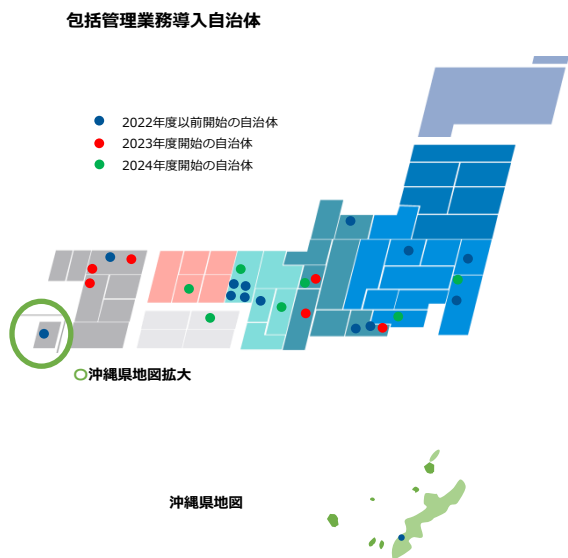 包括管理業務導入自治体
2022年度以前開始の自治体
2023年度開始の自治体
2024年度開始の自治体
沖縄県地図拡大
沖縄県地図